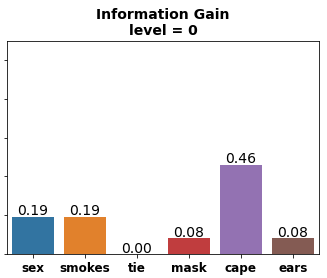 Information Gain
level = 0
0.19 0.19 0.00 0.08 0.46 0.08
sex smokes tie mask cape ears